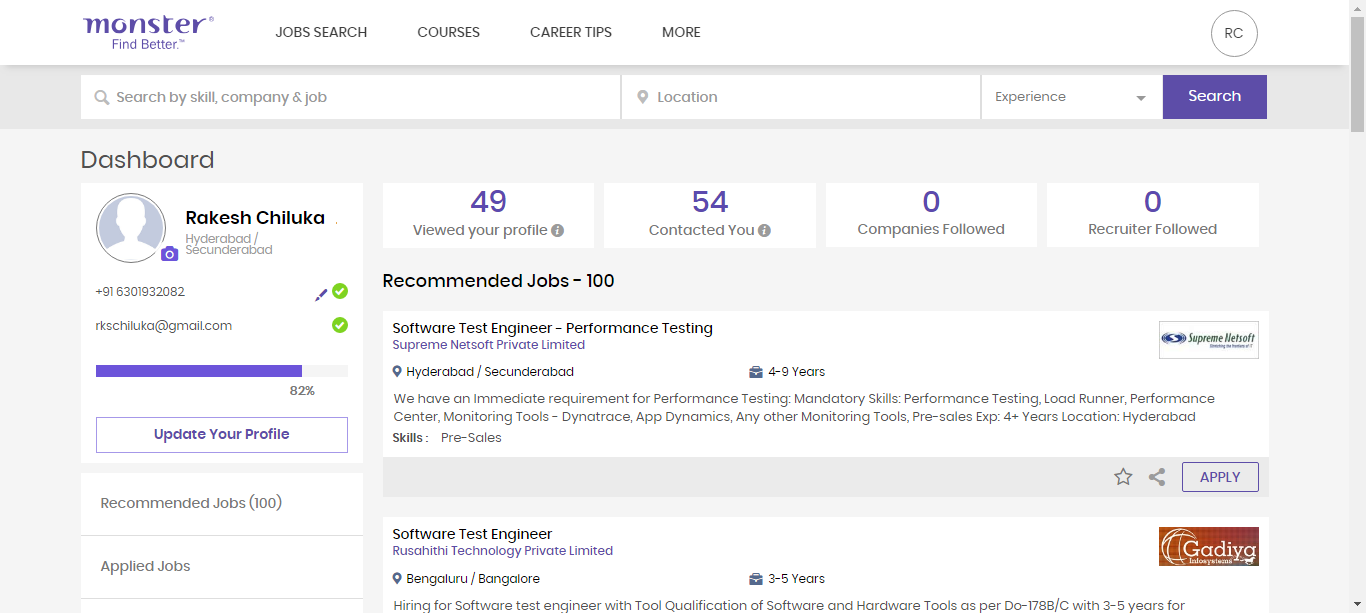 monster®
Find Better.™
JOBS SEARCH COURSES CAREER TIPS MORE RC
Search by skill, company & job Location Experience Search
Dashboard
Rakesh Chiluka
Hyderabad /
Secunderabad
+91 6301932082
rkschiluka@gmail.com
82%
Update Your Profile
Recommended Jobs (100)
Applied Jobs
49
Viewed your profile i
54
Contacted You i
0
Companies Followed
0
Recruiter Followed
Recommended Jobs - 100
Software Test Engineer - Performance Testing
Supreme Netsoft Private Limited
Supreme Netsoft
Hyderabad / Secunderabad 4-9 Years
We have an Immediate requirement for Performance Testing: Mandatory Skills: Performance Testing, Load Runner, Performance
Center, Monitoring Tools - Dynatrace, App Dynamics, Any other Monitoring Tools, Pre-sales Exp: 4+ Years Location: Hyderabad
Skills : Pre-Sales
APPLY
Software Test Engineer
Rusahithi Technology Private Limited
Gadiya
Infosystems
Bengaluru / Bangalore 3-5 Years
Hiring for Software test engineer with Tool Qualification of Software and Hardware Tools as per Do-178B/C with 3-5 years for